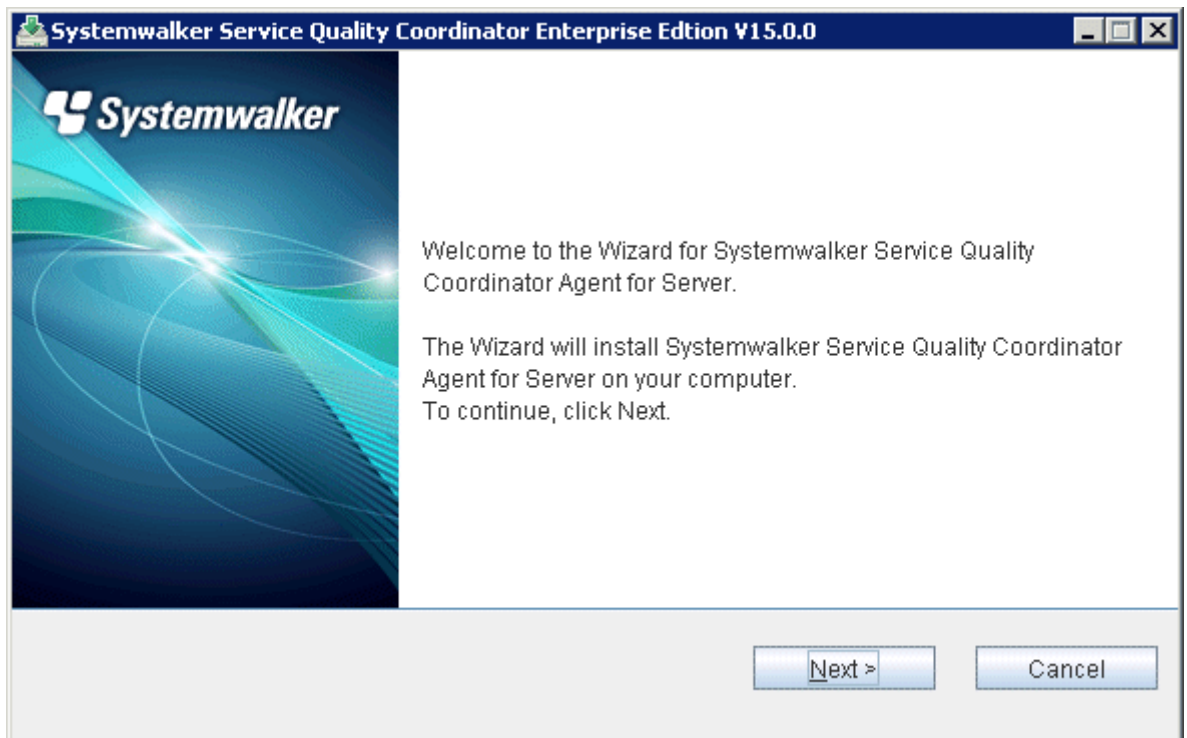 Systemwalker Service Quality Coordinator Enterprise Edtion V15.0.0
Systemwalker
Welcome to the Wizard for Systemwalker Service Quality
Coordinator Agent for Server.
The Wizard will install Systemwalker Service Quality Coordinator
Agent for Server on your computer.
To continue, click Next.
Next >
Cancel